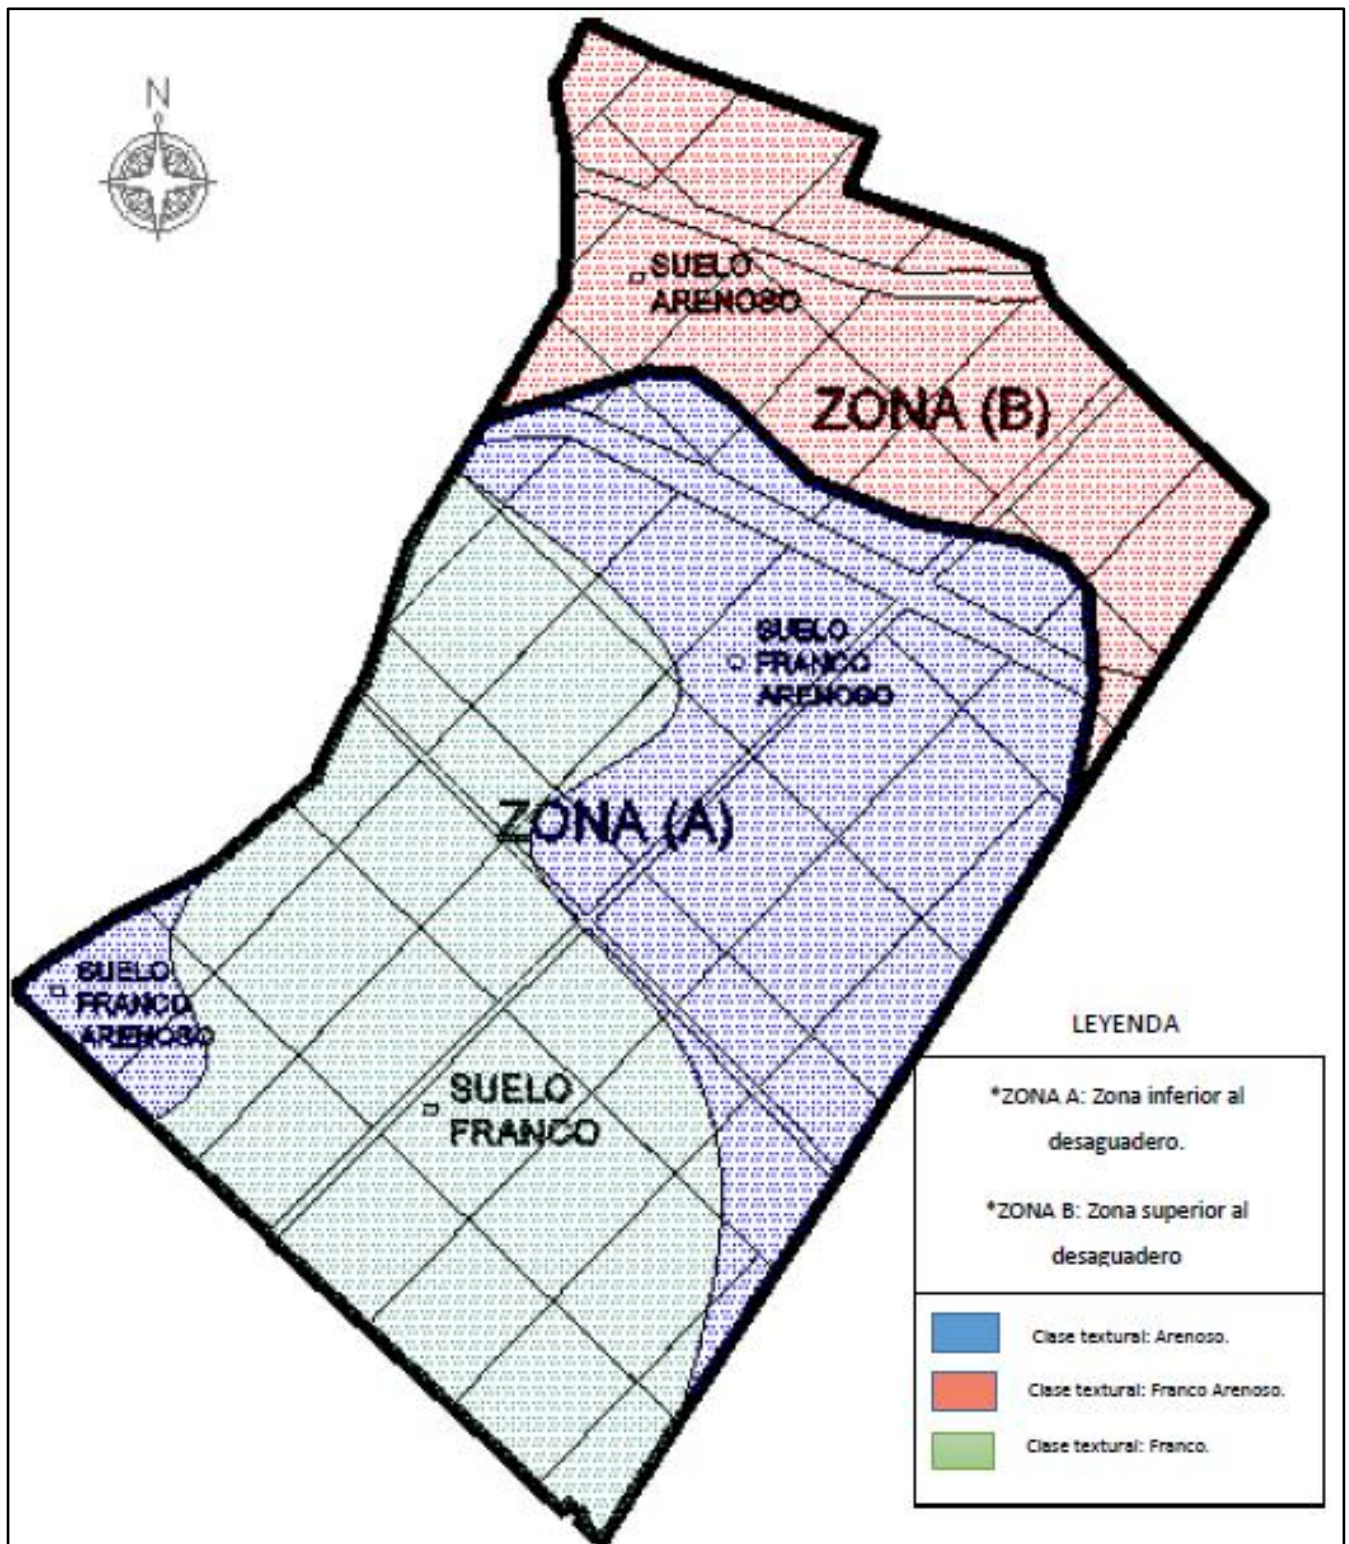 N
SUELO
ARENOSO
ZONA (B)
SUELO
FRANCO
ARENOSO
ZONA (A)
SUELO
FRANCO
ARENOSO
SUELO
FRANCO
LEYENDA
*ZONA A: Zona inferior al
desaguadero.
*ZONA B: Zona superior al
desaguadero
Clase textural: Arenoso.
Clase textural: Franco Arenoso.
Clase textural: Franco.